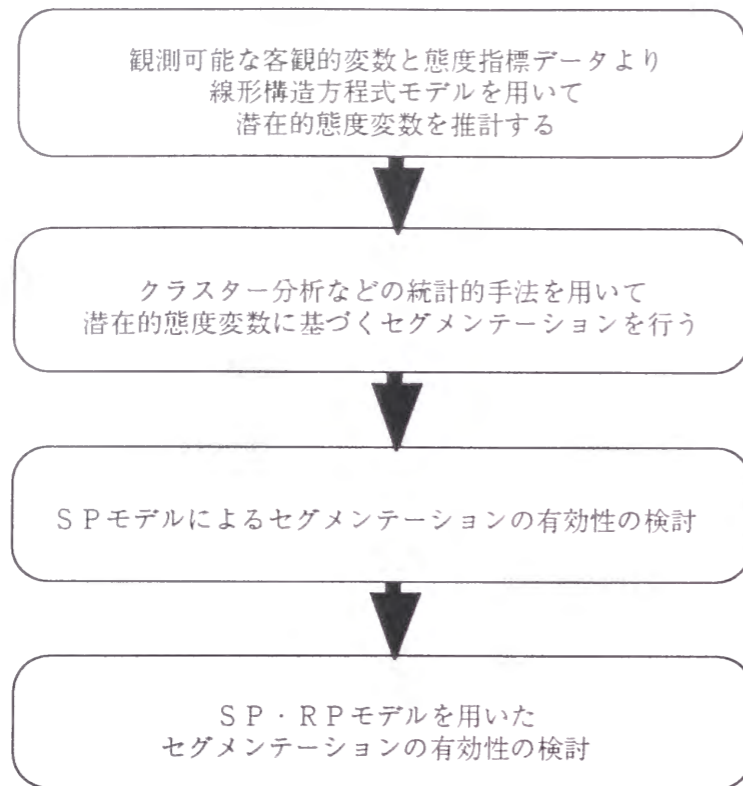 観測可能な客観的変数と態度指標データより
線形構造方程式モデルを用いて
潜在的態度変数を推計する
クラスター分析などの統計的手法を用いて
潜在的態度変数に基づくセグメンテーションを行う
ＳＰモデルによるセグメンテーションの有効性の検討
ＳＰ・ＲＰモデルを用いた
セグメンテーションの有効性の検討